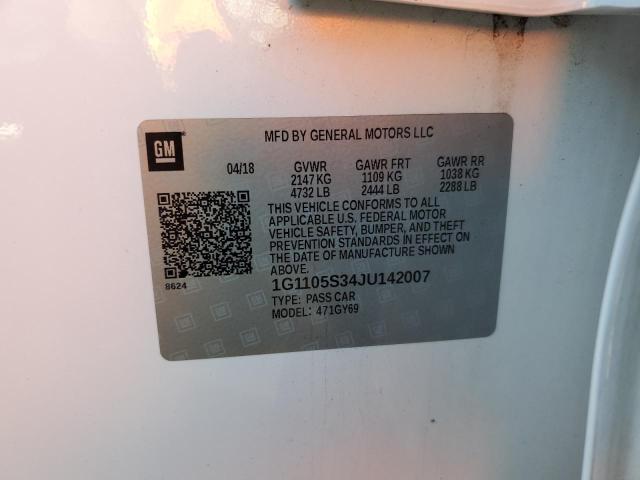 GM
MFD BY GENERAL MOTORS LLC
04/18 GVWR GAWR FRT GAWR RR
2147 KG 1109 KG 1038 KG
4732 LB 2444 LB 2288 LB
THIS VEHICLE CONFORMS TO ALL
APPLICABLE U.S. FEDERAL MOTOR
VEHICLE SAFETY, BUMPER, AND THEFT
PREVENTION STANDARDS IN EFFECT ON
THE DATE OF MANUFACTURE SHOWN
ABOVE.
8624
1G1105S34JU142007
TYPE: PASS CAR
MODEL: 471GY69